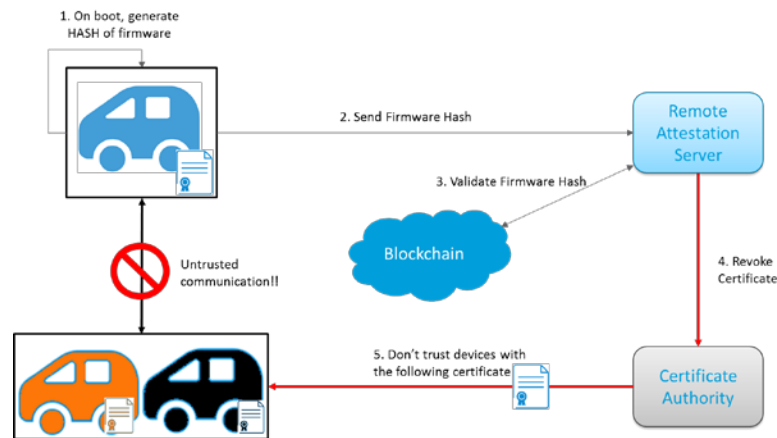 1. On boot, generate
HASH of firmware
2. Send Firmware Hash
Remote
Attestation
Server
3. Validate Firmware Hash
Blockchain
4. Revoke
Certificate
Untrusted
communication!!
5. Don't trust devices with
the following certificate
Certificate
Authority